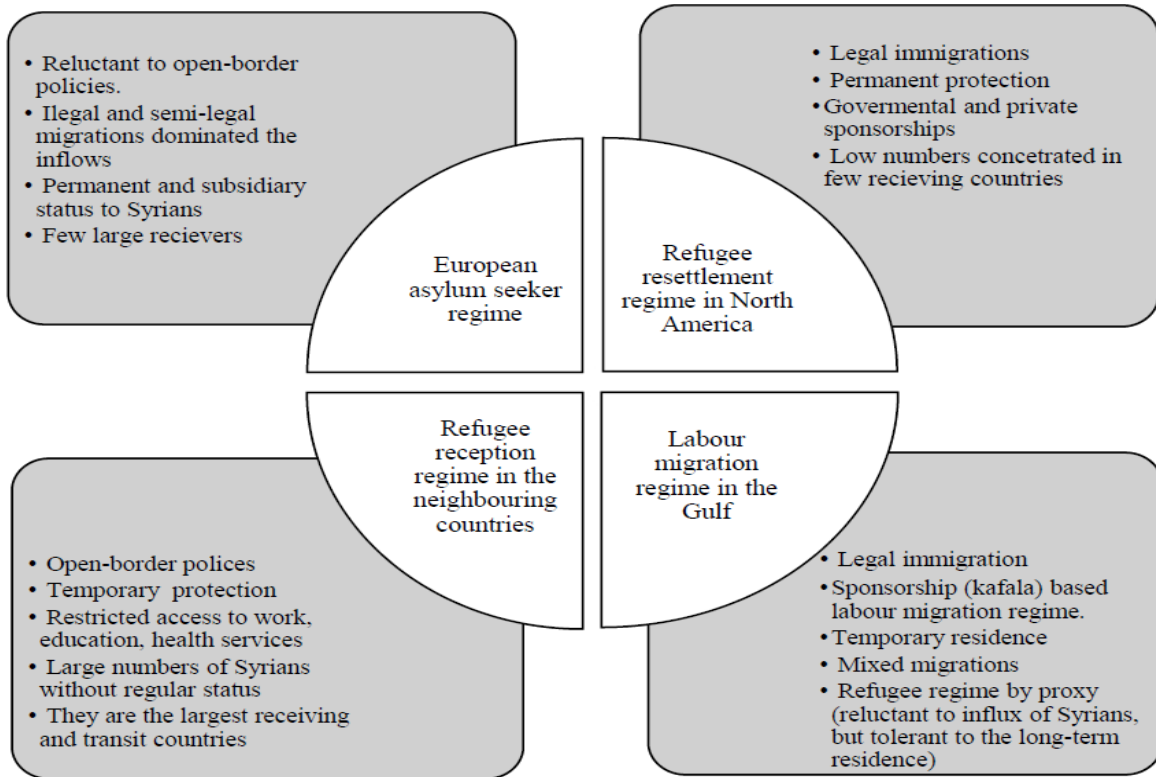 • Reluctant to open-border
policies.
• Ilegal and semi-legal
migrations dominated the
inflows
• Permanent and subsidiary
status to Syrians
• Few large recievers
• Legal immigrations
• Permanent protection
• Govermental and private
sponsorships
• Low numbers concetrated in
few recieving countries
European
asylum seeker
regime
Refugee
resettlement
regime in North
America
Refugee
reception
regime in the
neighbouring
countries
Labour
migration
regime in the
Gulf
• Open-border polices
• Temporary protection
• Restricted access to work,
education, health services
• Large numbers of Syrians
without regular status
• They are the largest receiving
and transit countries
• Legal immigration
• Sponsorship (kafala) based
labour migration regime.
• Temporary residence
• Mixed migrations
• Refugee regime by proxy
(reluctant to influx of Syrians,
but tolerant to the long-term
residence)